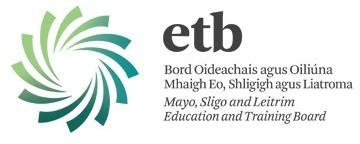 etb
Bord Oideachais agus Oiliúna
Mhaigh Eo, Shligigh agus Liatroma
Mayo, Sligo and Leitrim
Education and Training Board